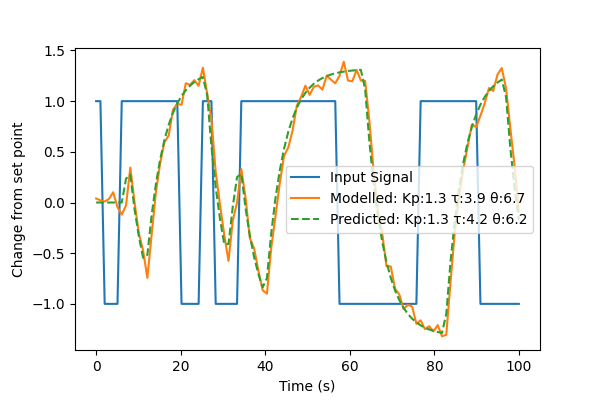 1.5
1.0
0.5
0.0
−0.5
−1.0
Change from set point
Input Signal
Modelled: Kp:1.3 τ:3.9 θ:6.7
Predicted: Kp:1.3 τ:4.2 θ:6.2
0 20 40 60 80 100
Time (s)